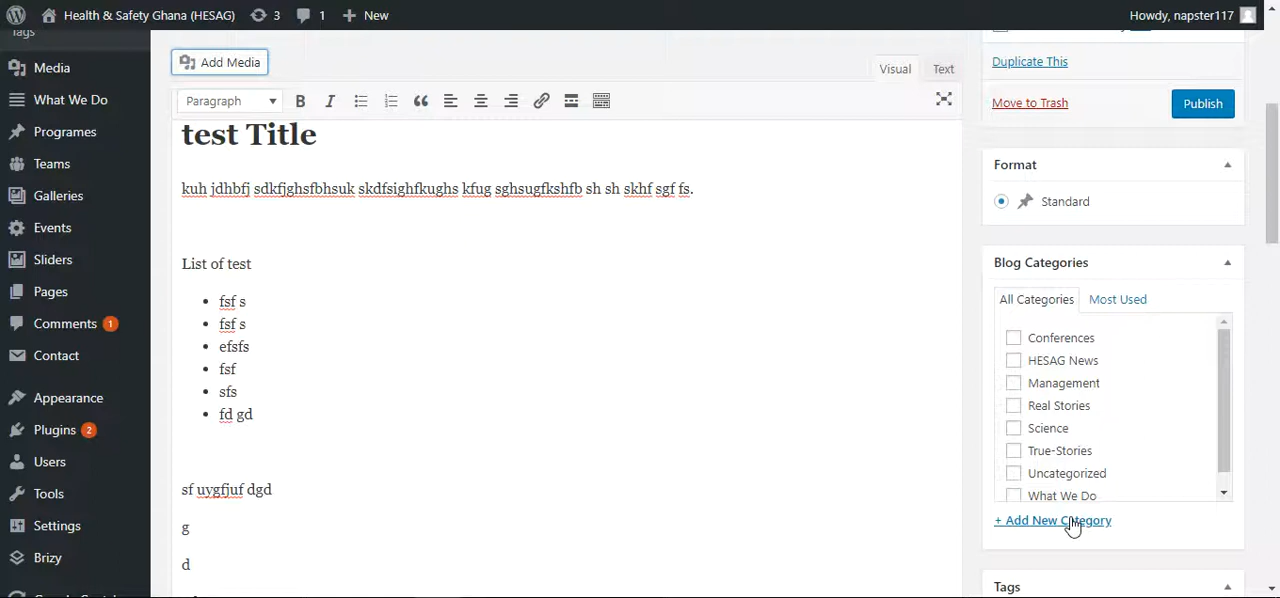 Health & Safety Ghana (HESAG) 3 1 New Howdy, napster117
Tags
Media
What We Do
Programes
Teams
Galleries
Events
Sliders
Pages
Comments 1
Contact
Appearance
Plugins 2
Users
Tools
Settings
Brizy
Add Media
Visual Text
Paragraph
test Title
kuh jdhbfj sdkfjghsfbhsuk skdfsighfkughs kfug sghsugfkshfb sh sh skhf sgf fs.
List of test
fsf s
fsf s
efsfs
fsf
sfs
fd gd
sf uygfjuf dgd
g
d
Duplicate This
Move to Trash Publish
Format
Standard
Blog Categories
All Categories Most Used
Conferences
HESAG News
Management
Real Stories
Science
True-Stories
Uncategorized
What We Do
+ Add New Category
Tags